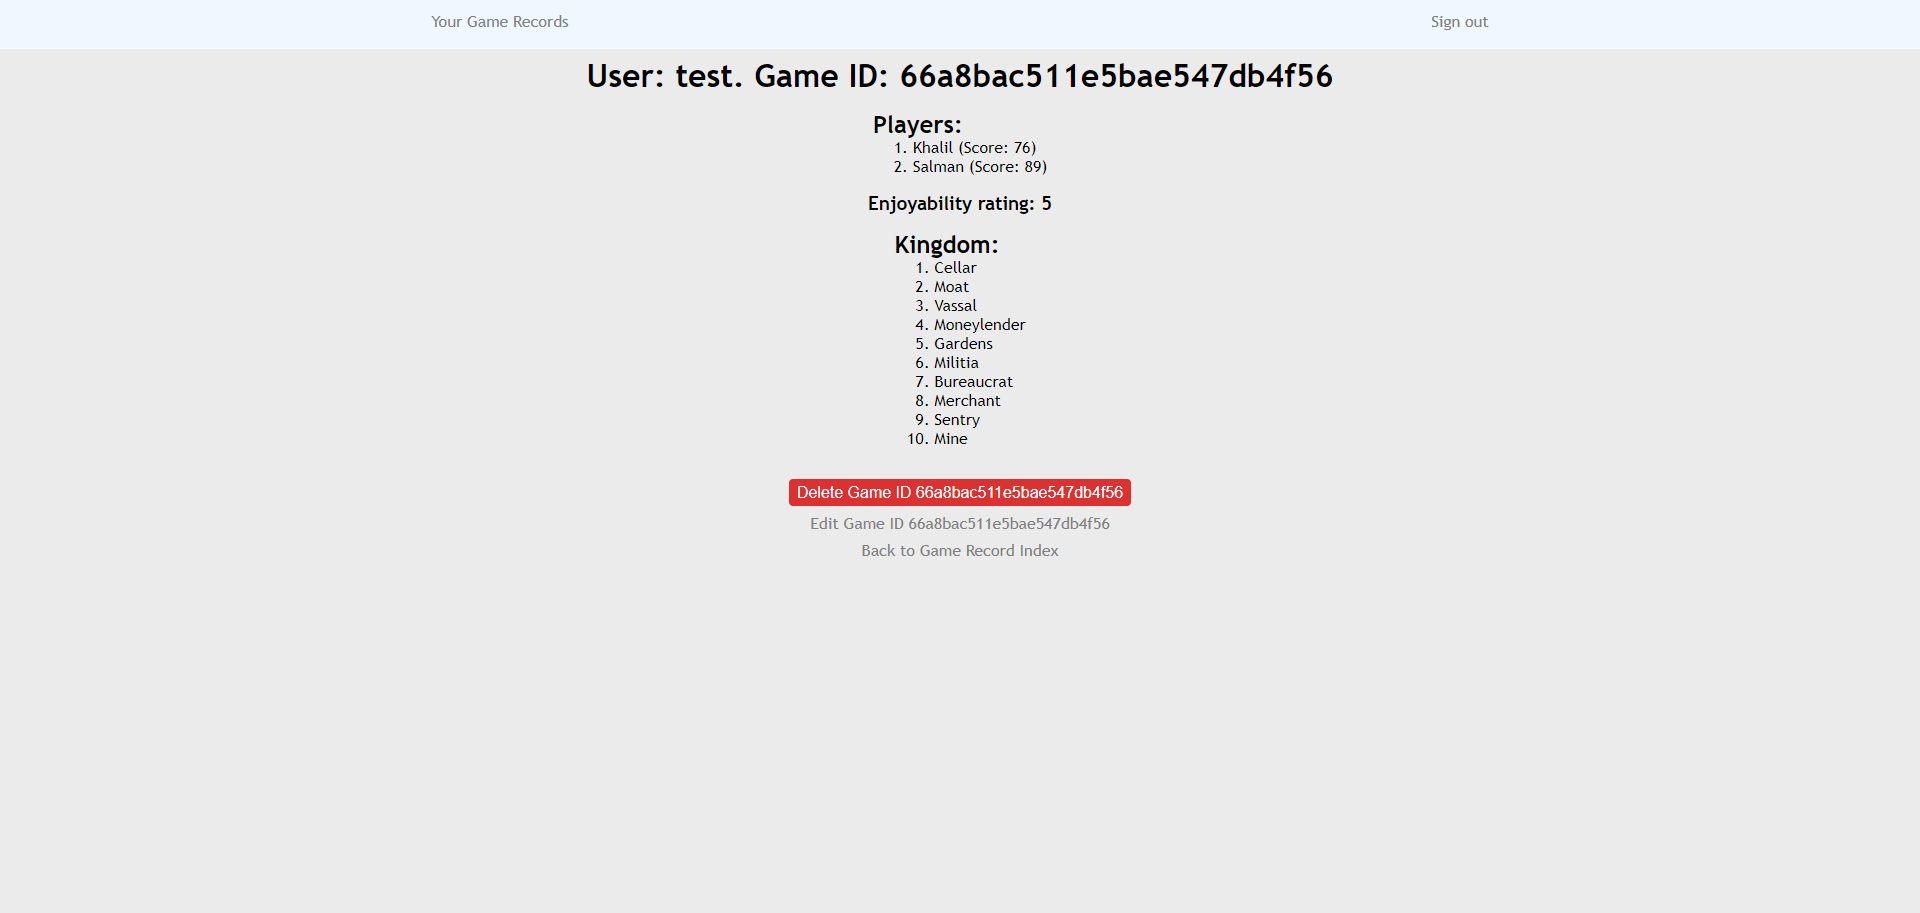 Your Game Records
Sign out
User: test. Game ID: 66a8bac511e5bae547db4f56
Players:
1. Khalil (Score: 76)
2. Salman (Score: 89)
Enjoyability rating: 5
Kingdom:
1. Cellar
2. Moat
3. Vassal
4. Moneylender
5. Gardens
6. Militia
7. Bureaucrat
8. Merchant
9. Sentry
10. Mine
Delete Game ID 66a8bac511e5bae547db4f56
Edit Game ID 66a8bac511e5bae547db4f56
Back to Game Record Index